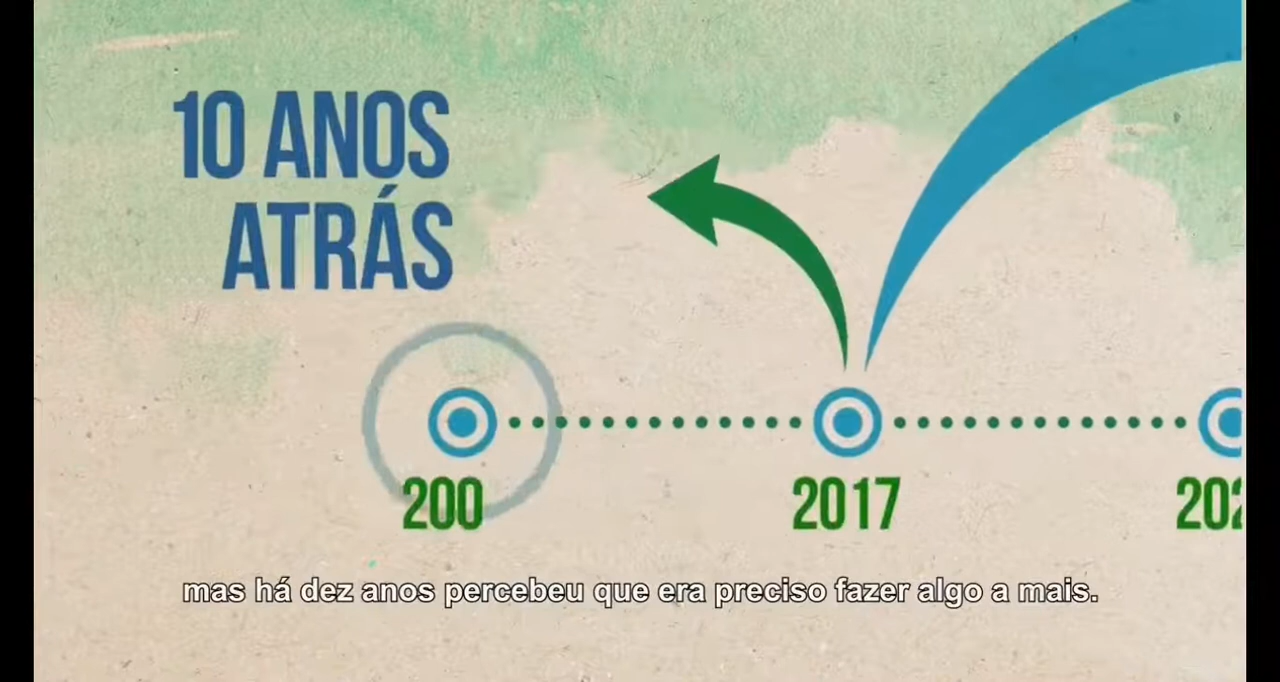 10 ANOS
ATRÁS
200
2017
202
mas há dez anos percebeu que era preciso fazer algo a mais.